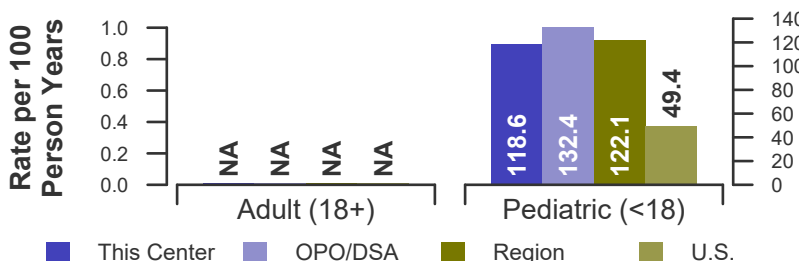 Rate per 100
Person Years
1.0
0.8
0.6
0.4
0.2
0.0
NA NA NA NA
118.6 132.4 122.1 49.4
140
120
100
80
60
40
20
0
Adult (18+) Pediatric (<18)
This Center OPO/DSA Region U.S.